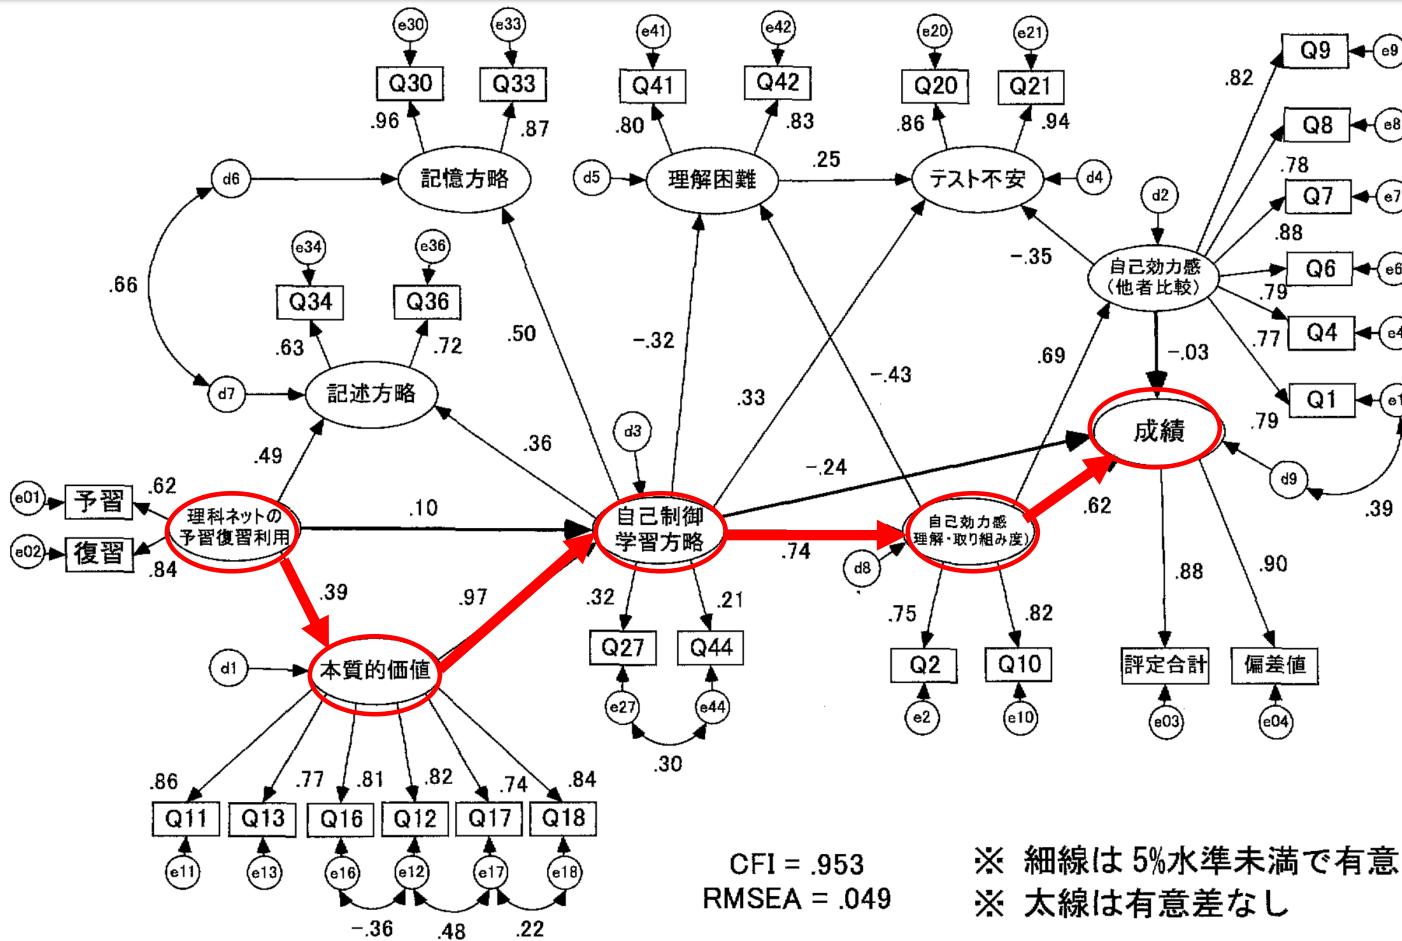 e30 e33 e41 e42 e20 e21
Q9 e9
Q30 Q33 Q41 Q42 Q20 Q21
.82
.96 .87 .80 .83 .86 .94
Q8 e8
.25 .78
d6 記憶方略 d5 理解困難 テスト不安 d4
d2 Q7 e7
.88
e34 e36
-.35
自己効力感
(他者比較)
Q6 e6
.66
Q34 Q36
.79
.63 .72 .50 -.32
.77 Q4
.69 -.03
d7 記述方略 -.43 .33
Q1
.79
.49 .36 d3 成績
-.24 d9 .39
e01 予習 .62
理科ネットの
予習復習利用
.10
自己制御
学習方略
.74
自己効力感
理解・取り組み度)
.62
e02 復習 .84
d8
.39 .97 .32 .21 .75 .82 .88 .90
d1 本質的価値 Q27 Q44 Q2 Q10 評定合計 偏差値
e27 e44 e2 e10 e03 e04
.30
.86 .77 .81 .82 .74 .84
Q11 Q13 Q16 Q12 Q17 Q18
e11 e13 e16 e12 e17 e18
-.36 .48 .22
CFI = .953
RMSEA = .049
※ 細線は 5%水準未満で有意
※ 太線は有意差なし